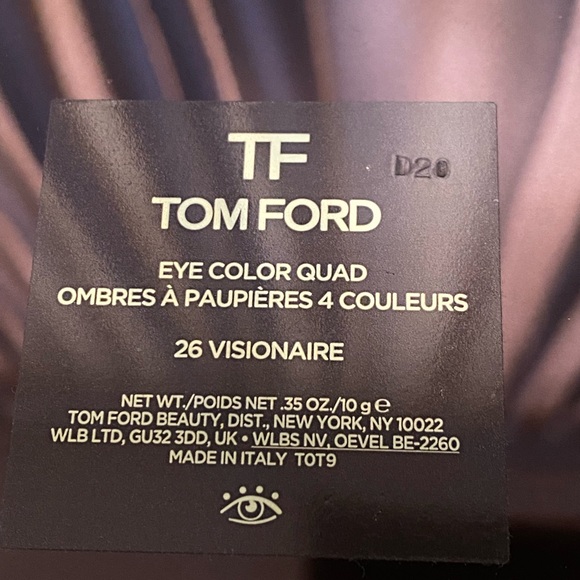 TF
D20
TOM FORD
EYE COLOR QUAD
OMBRES À PAUPIÈRES 4 COULEURS
26 VISIONAIRE
NET WT./POIDS NET .35 OZ./10 g ℮
TOM FORD BEAUTY, DIST., NEW YORK, NY 10022
WLB LTD, GU32 3DD, UK • WLBS NV, OEVEL BE-2260
MADE IN ITALY T0T9